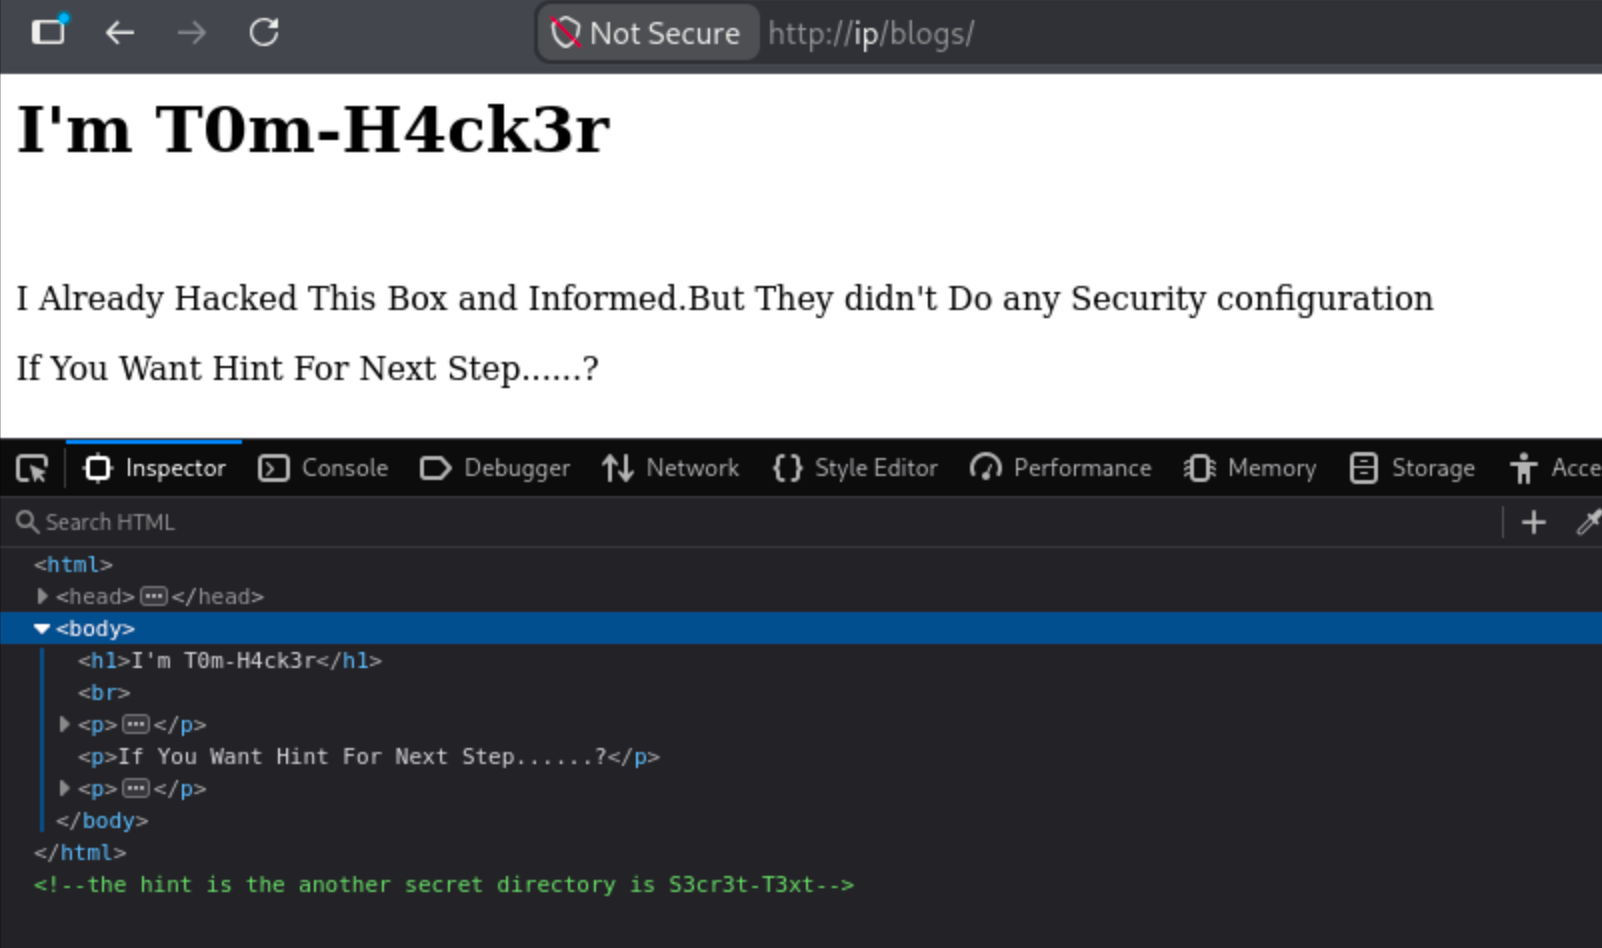 Not Secure http://ip/blogs/
I'm T0m-H4ck3r
I Already Hacked This Box and Informed.But They didn't Do any Security configuration
If You Want Hint For Next Step......?
Inspector Console Debugger Network Style Editor Performance Memory Storage Acce
Search HTML
<html>
<head></head>
<body>
<h1>I'm T0m-H4ck3r</h1>
<br>
<p></p>
<p>If You Want Hint For Next Step......?</p>
<p></p>
</body>
</html>
<!--the hint is the another secret directory is S3cr3t-T3xt-->